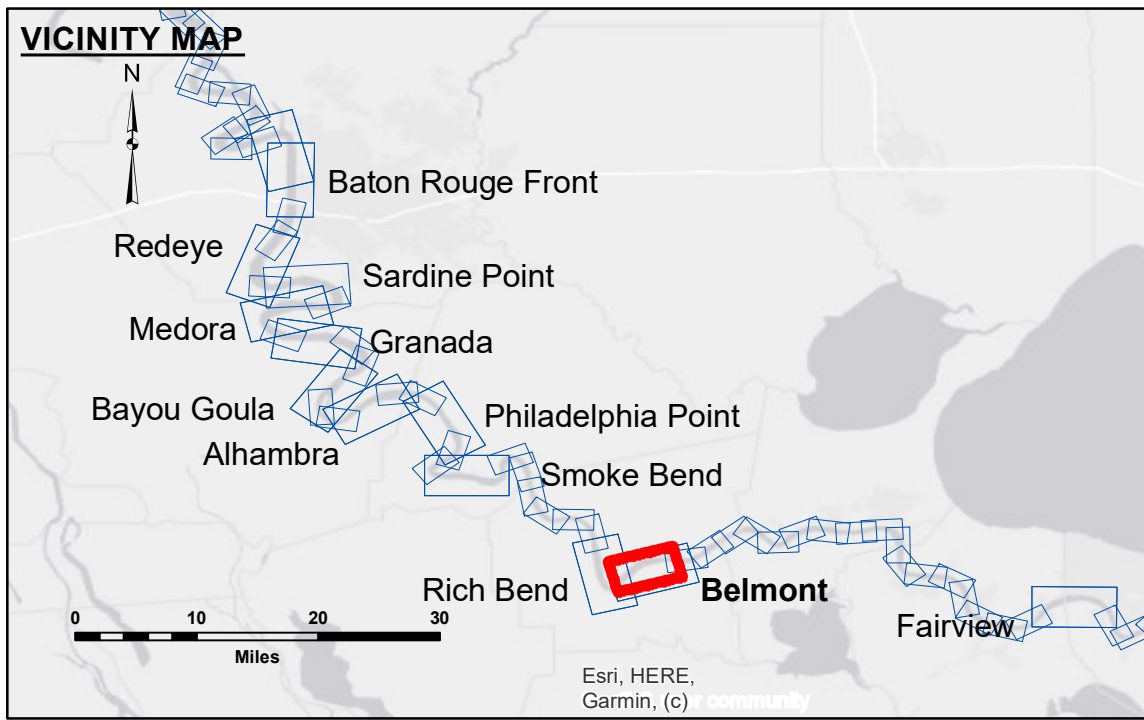 VICINITY MAP
N
Baton Rouge Front
Redeye
Sardine Point
Medora
Granada
Bayou Goula
Philadelphia Point
Alhambra
Smoke Bend
Rich Bend
Belmont
Fairview
0 10 20 30
Miles
Esri, HERE,
Garmin, (c)
r community